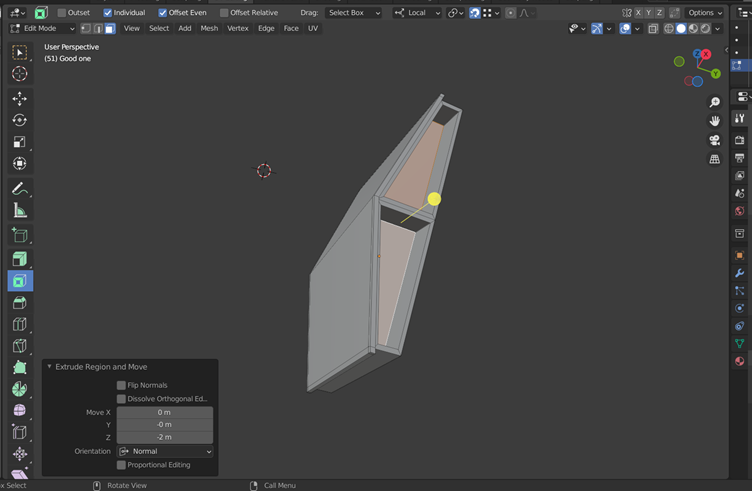 Outset Individual Offset Even Offset Relative Drag: Select Box Local X Y Z Options
Edit Mode View Select Add Mesh Vertex Edge Face UV
User Perspective
(51) Good one
Z X
Y
Extrude Region and Move
Flip Normals
Dissolve Orthogonal Ed...
Move X 0 m
Y -0 m
Z -2 m
Orientation Normal
Proportional Editing
x Select Rotate View Call Menu